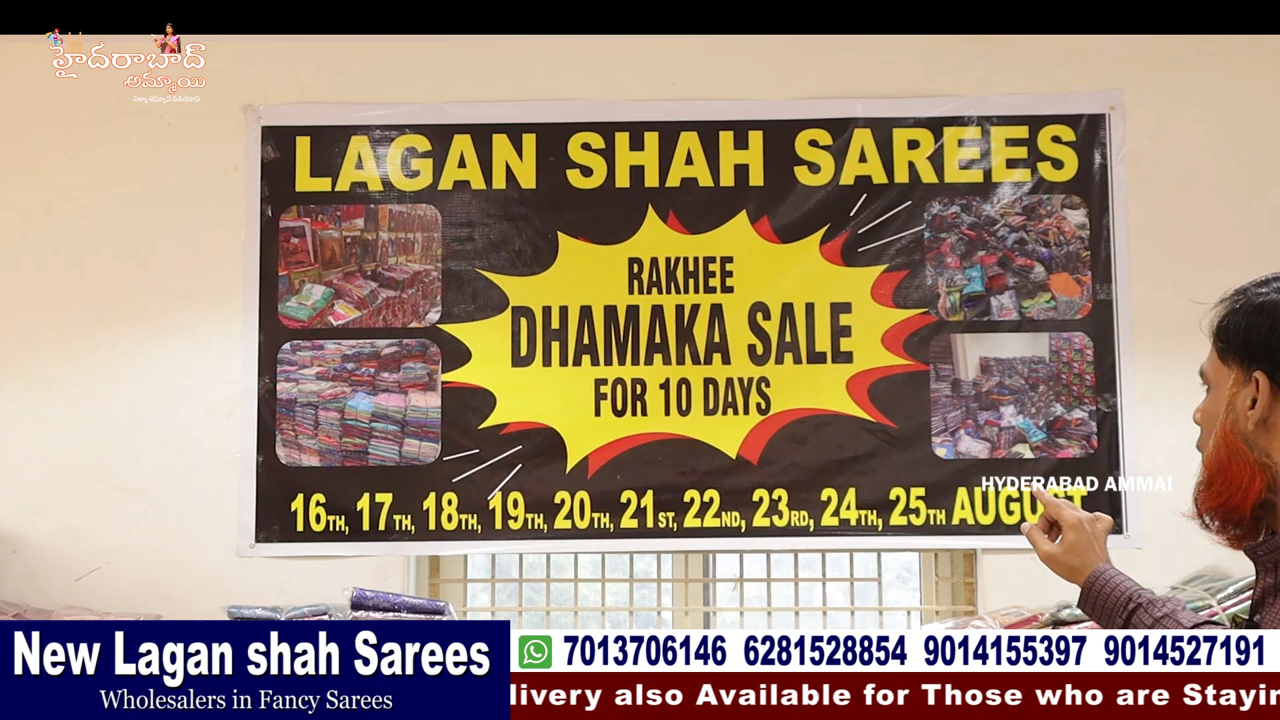 హైదరాబాద్
అమ్మాయి
LAGAN SHAH SAREES
RAKHEE
DHAMAKA SALE
FOR 10 DAYS
HYDERABAD AMMAI
16TH, 17TH, 18TH, 19TH, 20TH, 21ST, 22ND, 23RD, 24TH, 25TH AUGUST
New Lagan shah Sarees
Wholesalers in Fancy Sarees
7013706146 6281528854 9014155397 9014527191
livery also Available for Those who are Stayin